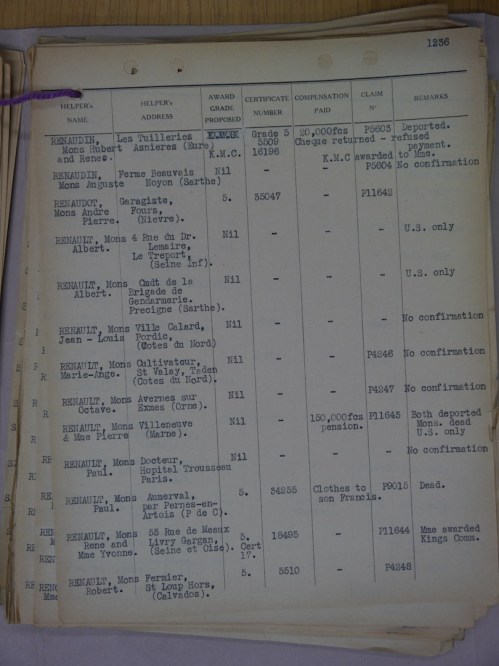 1236
HELPER's NAME HELPER's ADDRESS AWARD GRADE PROPOSED CERTIFICATE NUMBER COMPENSATION PAID CLAIM Nº REMARKS
RENAUDIN, Les Tuilleries Grade 5 20,000fcs P5603 Deported.
Mons Hubert Asnieres (Eure) 5509 Cheque returned - refused
and Renee. payment.
K.M.C. 16196 K.M.C awarded to Mme.
RENAUDIN, Ferme Beauvais Nil - - P5604 No confirmation
Mons Auguste Noyon (Sarthe)
RENAUDOT, Garagiste, 5. 35047 - P11642
Mons Andre Fours,
Pierre. (Nievre).
RENAULT, Mons 4 Rue du Dr. Nil - - U.S. only
Albert. Lemaire,
Le Treport,
(Seine Inf).
RENAULT, Mons Cmdt de la Nil - - U.S. only
Albert. Brigade de
Gendarmerie.
Precigne (Sarthe).
RENAULT, Mons Ville Calard, Nil - - No confirmation
Jean - Louis Pordic,
(Cotes du Nord)
RENAULT, Mons Cultivateur, Nil - - P4246 No confirmation
Marie-Ange. St Valay, Taden
(Cotes du Nord).
RENAULT, Mons Avernes sur Nil - - P4247 No confirmation
Octave. Exmes (Orne).
RENAULT, Mons Villeneuve Nil - 150,000fcs P11645 Both deported
& Mme Pierre (Marne). pension. Mons. dead
U.S. only
RENAULT, Mons Docteur, Nil - - No confirmation
Paul. Hopital Trousseau
Paris.
RENAULT, Mons Aumerval, 5. 34255 Clothes to P9015 Dead.
Paul. par Pernes-en- son Francis.
Artois (P de C).
RENAULT, Mons 55 Rue de Meaux 5. 16495 - P11644 Mme awarded
Rene and Livry Gargan, Cert Kings Comm.
Mme Yvonne. (Seine et Oise). 17.
RENAULT, Mons Fermier, 5. 5510 - P4248
Robert. St Loup Hors,
(Calvados).